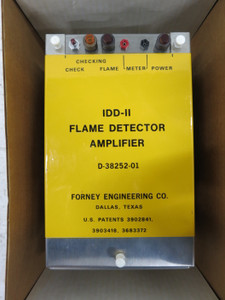 CHECKING
CHECK FLAME METER POWER
IDD-II
FLAME DETECTOR
AMPLIFIER
D-38252-01
FORNEY ENGINEERING CO.
DALLAS, TEXAS
U.S. PATENTS 3902841,
3903418, 3683372